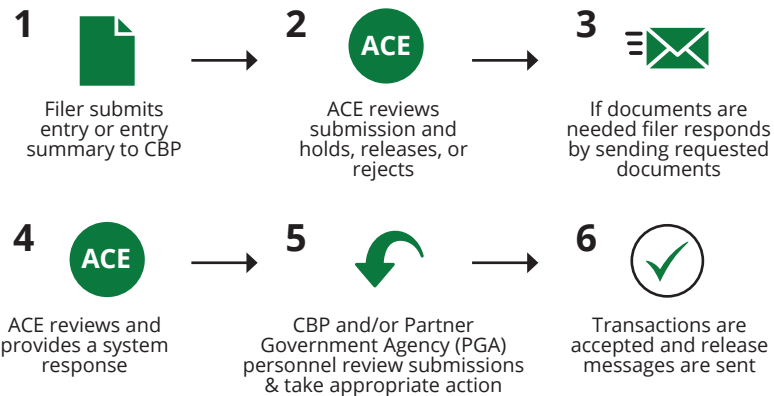 1
Filer submits
entry or entry
summary to CBP
2
ACE
ACE reviews
submission and
holds, releases, or
rejects
3
If documents are
needed filer responds
by sending requested
documents
4
ACE
ACE reviews and
provides a system
response
5
CBP and/or Partner
Government Agency (PGA)
personnel review submissions
& take appropriate action
6
Transactions are
accepted and release
messages are sent